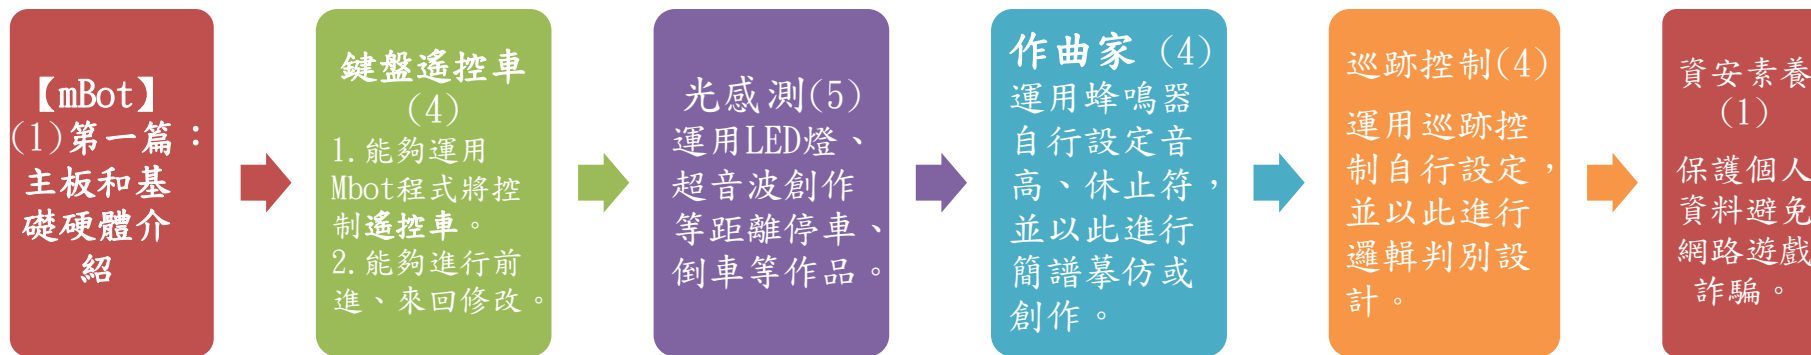 【mBot】
(1)第一篇：
主板和基
礎硬體介
紹
鍵盤遙控車
(4)
1.能夠運用
Mbot程式將控
制遙控車。
2.能夠進行前
進、來回修改。
光感測(5)
運用LED燈、
超音波創作
等距離停車、
倒車等作品。
作曲家 (4)
運用蜂鳴器
自行設定音
高、休止符，
並以此進行
簡譜摹仿或
創作。
巡跡控制(4)
運用巡跡控
制自行設定，
並以此進行
邏輯判別設
計。
資安素養
(1)
保護個人
資料避免
網路遊戲
詐騙。